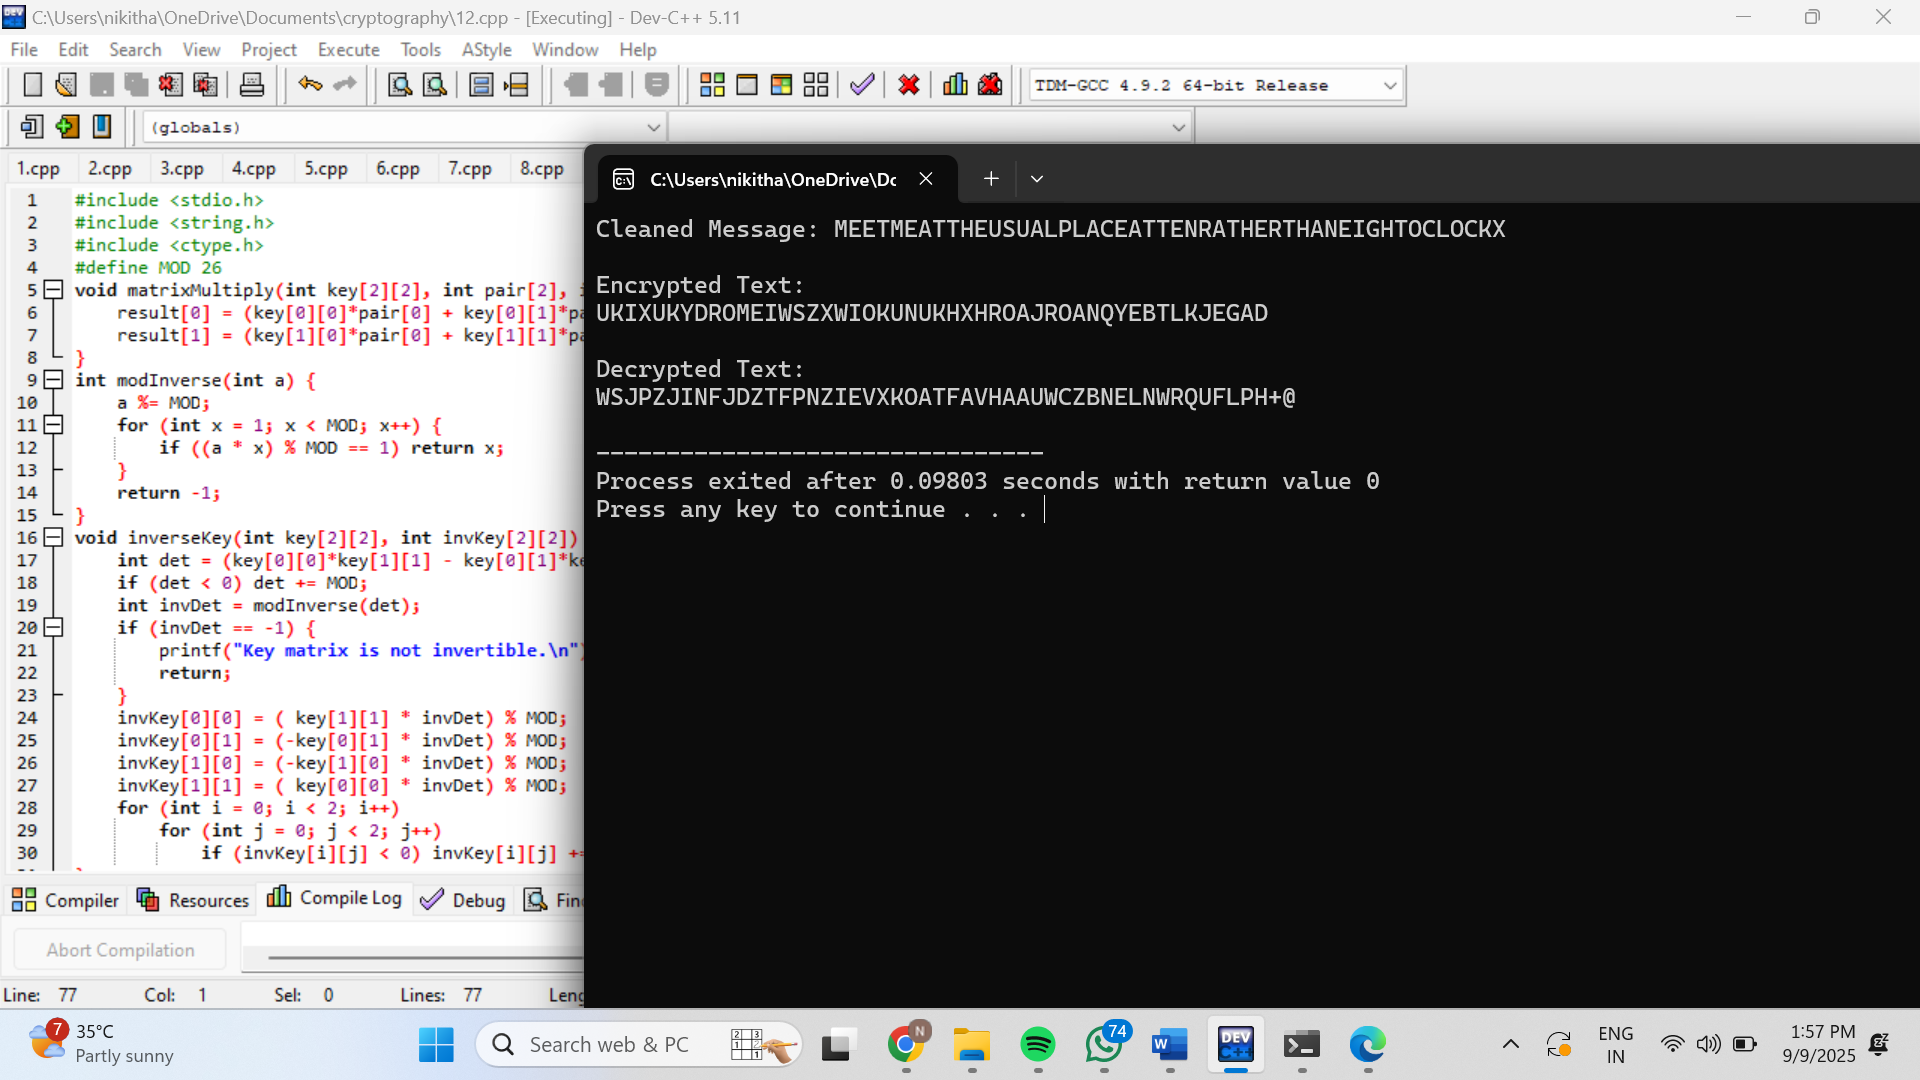 C:\Users\nikitha\OneDrive\Documents\cryptography\12.cpp - [Executing] - Dev-C++ 5.11
File Edit Search View Project Execute Tools AStyle Window Help
TDM-GCC 4.9.2 64-bit Release
(globals)
1.cpp 2.cpp 3.cpp 4.cpp 5.cpp 6.cpp 7.cpp 8.cpp
1 #include <stdio.h>
2 #include <string.h>
3 #include <ctype.h>
4 #define MOD 26
5 void matrixMultiply(int key[2][2], int pair[2],
6 result[0] = (key[0][0]*pair[0] + key[0][1]*pa
7 result[1] = (key[1][0]*pair[0] + key[1][1]*pa
8 }
9 int modInverse(int a) {
10 a %= MOD;
11 for (int x = 1; x < MOD; x++) {
12 if ((a * x) % MOD == 1) return x;
13 }
14 return -1;
15 }
16 void inverseKey(int key[2][2], int invKey[2][2])
17 int det = (key[0][0]*key[1][1] - key[0][1]*ke
18 if (det < 0) det += MOD;
19 int invDet = modInverse(det);
20 if (invDet == -1) {
21 printf("Key matrix is not invertible.\n"
22 return;
23 }
24 invKey[0][0] = ( key[1][1] * invDet) % MOD;
25 invKey[0][1] = (-key[0][1] * invDet) % MOD;
26 invKey[1][0] = (-key[1][0] * invDet) % MOD;
27 invKey[1][1] = ( key[0][0] * invDet) % MOD;
28 for (int i = 0; i < 2; i++)
29 for (int j = 0; j < 2; j++)
30 if (invKey[i][j] < 0) invKey[i][j] +=
C:\Users\nikitha\OneDrive\Dc
Cleaned Message: MEETMEATTHEUSUALPLACEATTENRATHERTHANEIGHTOCLOCKX
Encrypted Text:
UKIXUKYDROMEIWSZXWIOKUNUKHXHROAJROANQYEBTLKJEGAD
Decrypted Text:
WSJPZJINFJDZTFPNZIEVXKOATFAVHAAUWCZBNELNWRQUFLPH+@
--------------------------------
Process exited after 0.09803 seconds with return value 0
Press any key to continue . . .
Compiler Resources Compile Log Debug Fin
Abort Compilation
Line: 77 Col: 1 Sel: 0 Lines: 77 Leng
7 35°C
Partly sunny
Search web & PC
N
74
DEV C++
ENG
IN
1:57 PM
9/9/2025